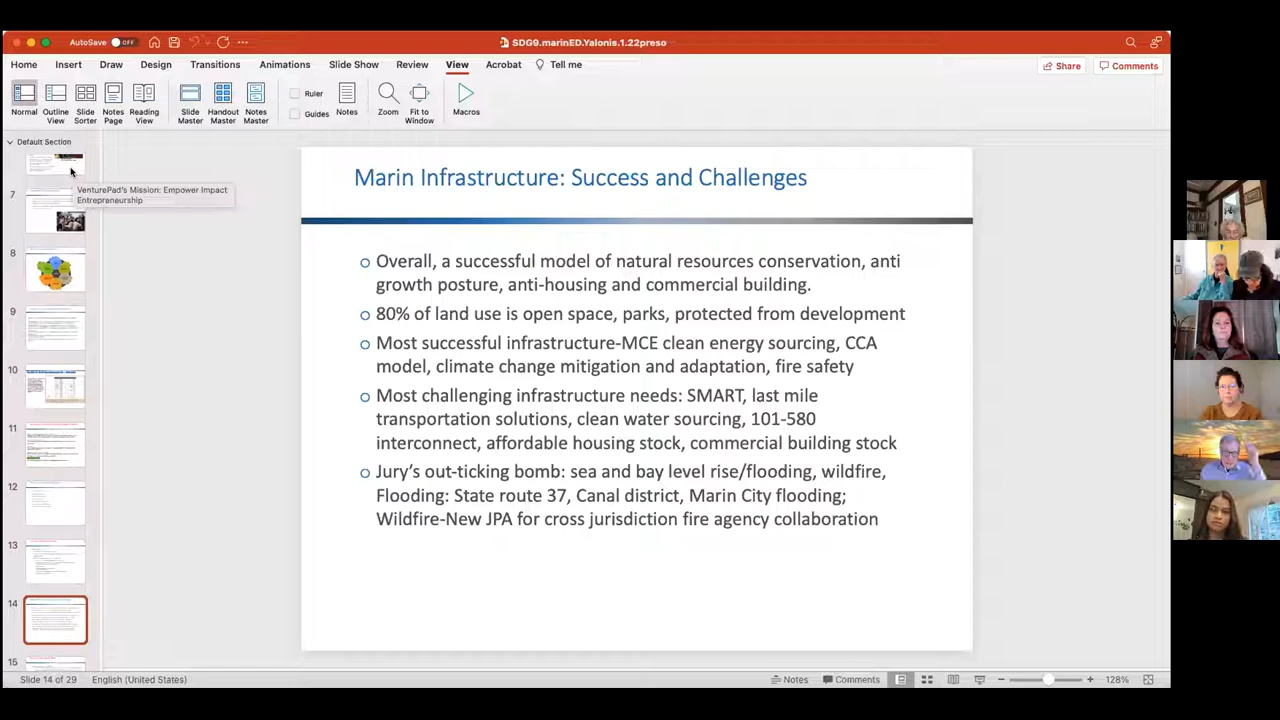 AutoSave OFF
SDG9.marinED.Yalonis.1.22preso
Home Insert Draw Design Transitions Animations Slide Show Review View Acrobat Tell me
Share Comments
Normal
Outline View
Slide Sorter
Notes Page
Reading View
Slide Master
Handout Master
Notes Master
Ruler
Guides
Notes
Zoom
Fit to Window
Macros
Default Section
VenturePad's Mission: Empower Impact
Entrepreneurship
7
8
9
10
11
12
13
14
15
Marin Infrastructure: Success and Challenges
Overall, a successful model of natural resources conservation, anti
growth posture, anti-housing and commercial building.
80% of land use is open space, parks, protected from development
Most successful infrastructure-MCE clean energy sourcing, CCA
model, climate change mitigation and adaptation, fire safety
Most challenging infrastructure needs: SMART, last mile
transportation solutions, clean water sourcing, 101-580
interconnect, affordable housing stock, commercial building stock
Jury's out-ticking bomb: sea and bay level rise/flooding, wildfire,
Flooding: State route 37, Canal district, Marin City flooding;
Wildfire-New JPA for cross jurisdiction fire agency collaboration
Slide 14 of 29 English (United States)
Notes Comments 128%